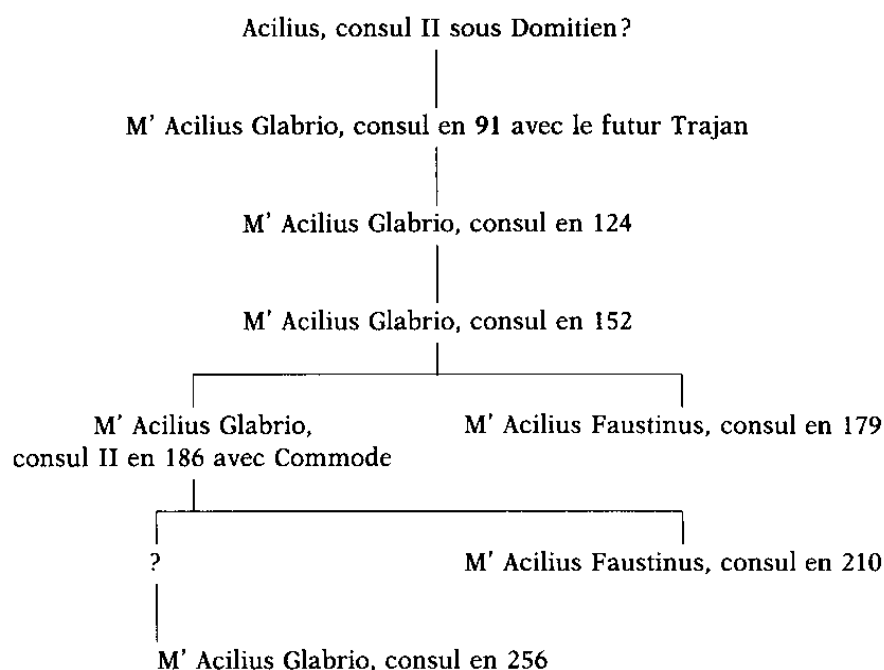 Acilius, consul II sous Domitien?
M' Acilius Glabrio, consul en 91 avec le futur Trajan
M' Acilius Glabrio, consul en 124
M' Acilius Glabrio, consul en 152
M' Acilius Glabrio,
consul II en 186 avec Commode
M' Acilius Faustinus, consul en 179
?
M' Acilius Faustinus, consul en 210
M' Acilius Glabrio, consul en 256